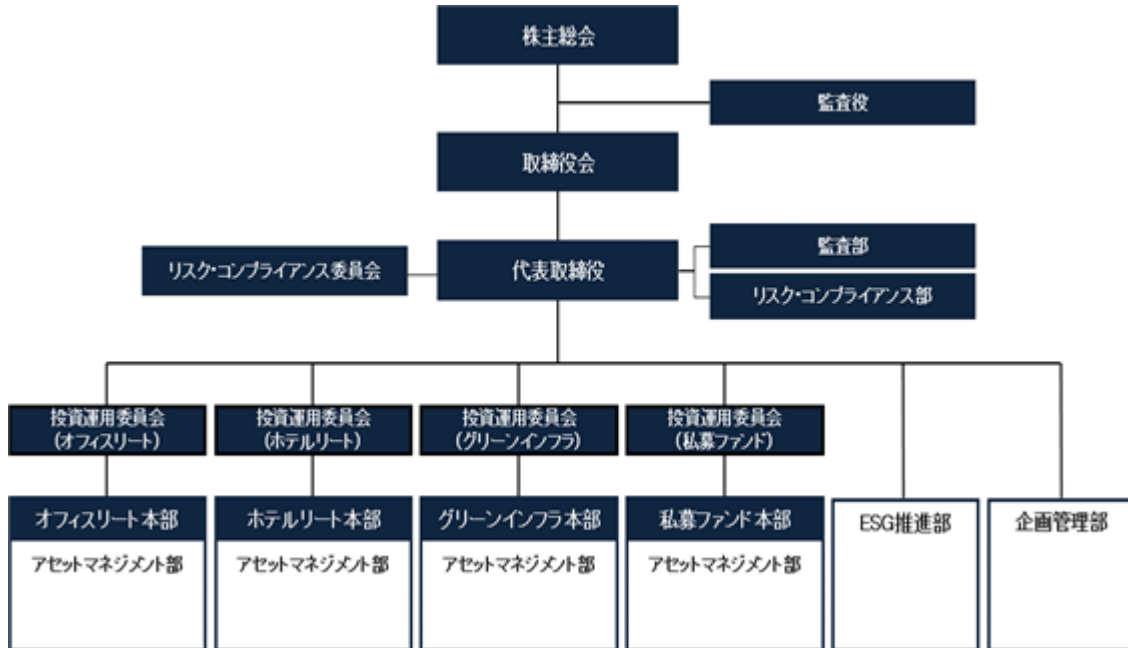 株主総会
監査役
取締役会
監査部
リスク・コンプライアンス委員会
代表取締役
リスク・コンプライアンス部
投資運用委員会
(オフィスリート)
投資運用委員会
(ホテルリート)
投資運用委員会
(グリーンインフラ)
投資運用委員会
(私募ファンド)
オフィスリート本部
アセットマネジメント部
ホテルリート本部
アセットマネジメント部
グリーンインフラ本部
アセットマネジメント部
私募ファンド本部
アセットマネジメント部
ESG推進部
企画管理部